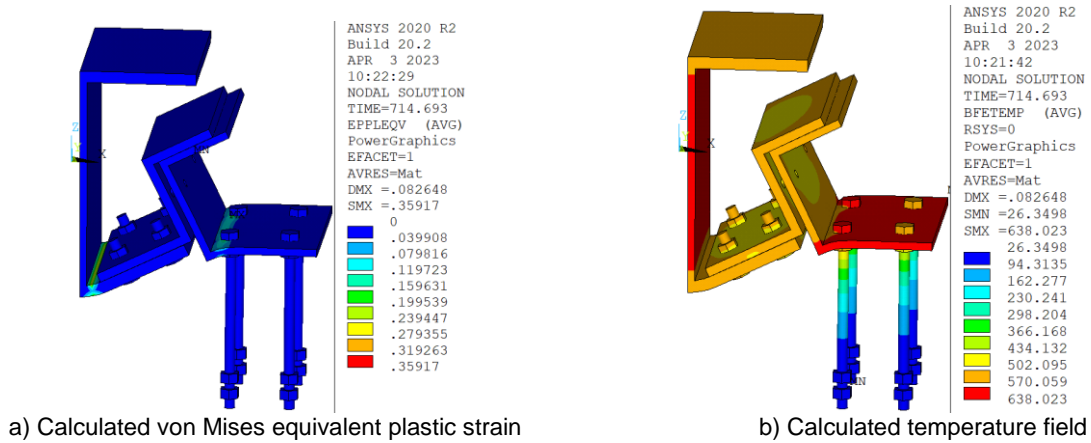 ANSYS 2020 R2
Build 20.2
APR 3 2023
10:22:29
NODAL SOLUTION
TIME=714.693
EPPLEQV (AVG)
PowerGraphics
EFACET=1
AVRES=Mat
DMX =.082648
SMX =.35917
0
.039908
.079816
.119723
.159631
.199539
.239447
.279355
.319263
.35917
Z
X
ANSYS 2020 R2
Build 20.2
APR 3 2023
10:21:42
NODAL SOLUTION
TIME=714.693
BFETEMP (AVG)
RSYS=0
PowerGraphics
EFACET=1
AVRES=Mat
DMX =.082648
SMN =26.3498
SMX =638.023
26.3498
94.3135
162.277
230.241
298.204
366.168
434.132
502.095
570.059
638.023
Z
X
MN
a) Calculated von Mises equivalent plastic strain
b) Calculated temperature field